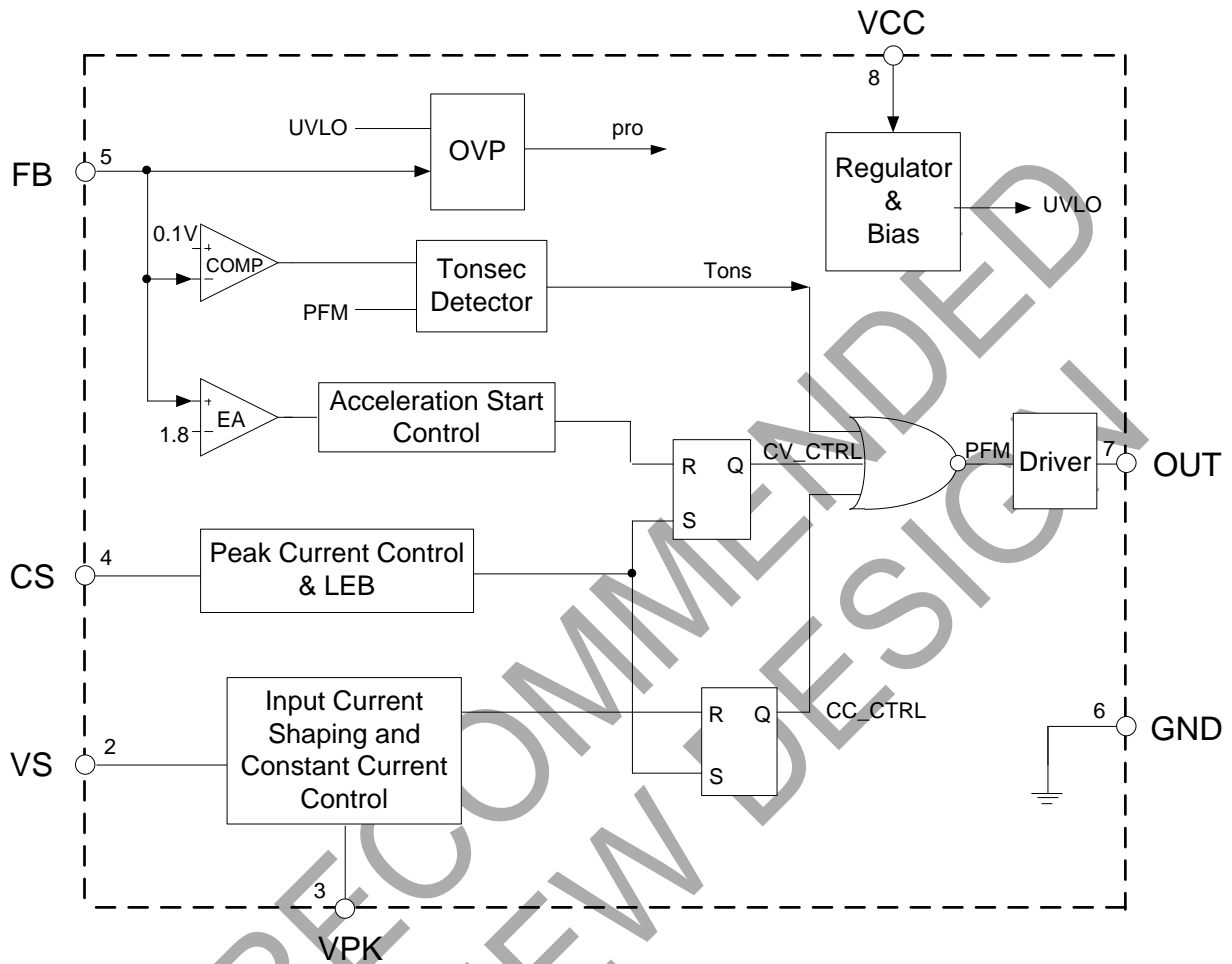 VCC
8
UVLO
OVP
pro
5
FB
Regulator
&
Bias
UVLO
0.1V
+
COMP
-
Tonsec
Detector
PFM
Tons
+
EA
1.8
-
Acceleration Start
Control
R
Q
S
CV_CTRL
PFM
Driver
7
OUT
4
CS
Peak Current Control
& LEB
Input Current
Shaping and
Constant Current
Control
2
VS
R
Q
S
CC_CTRL
6
GND
3
VPK
RECOMMENDED
NEW DESIGN